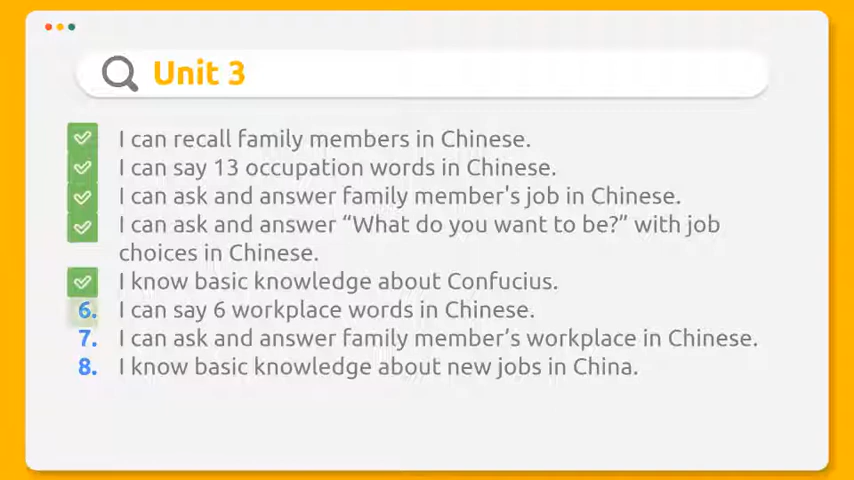 Unit 3
I can recall family members in Chinese.
I can say 13 occupation words in Chinese.
I can ask and answer family member's job in Chinese.
I can ask and answer “What do you want to be?” with job
choices in Chinese.
I know basic knowledge about Confucius.
6. I can say 6 workplace words in Chinese.
7. I can ask and answer family member’s workplace in Chinese.
8. I know basic knowledge about new jobs in China.